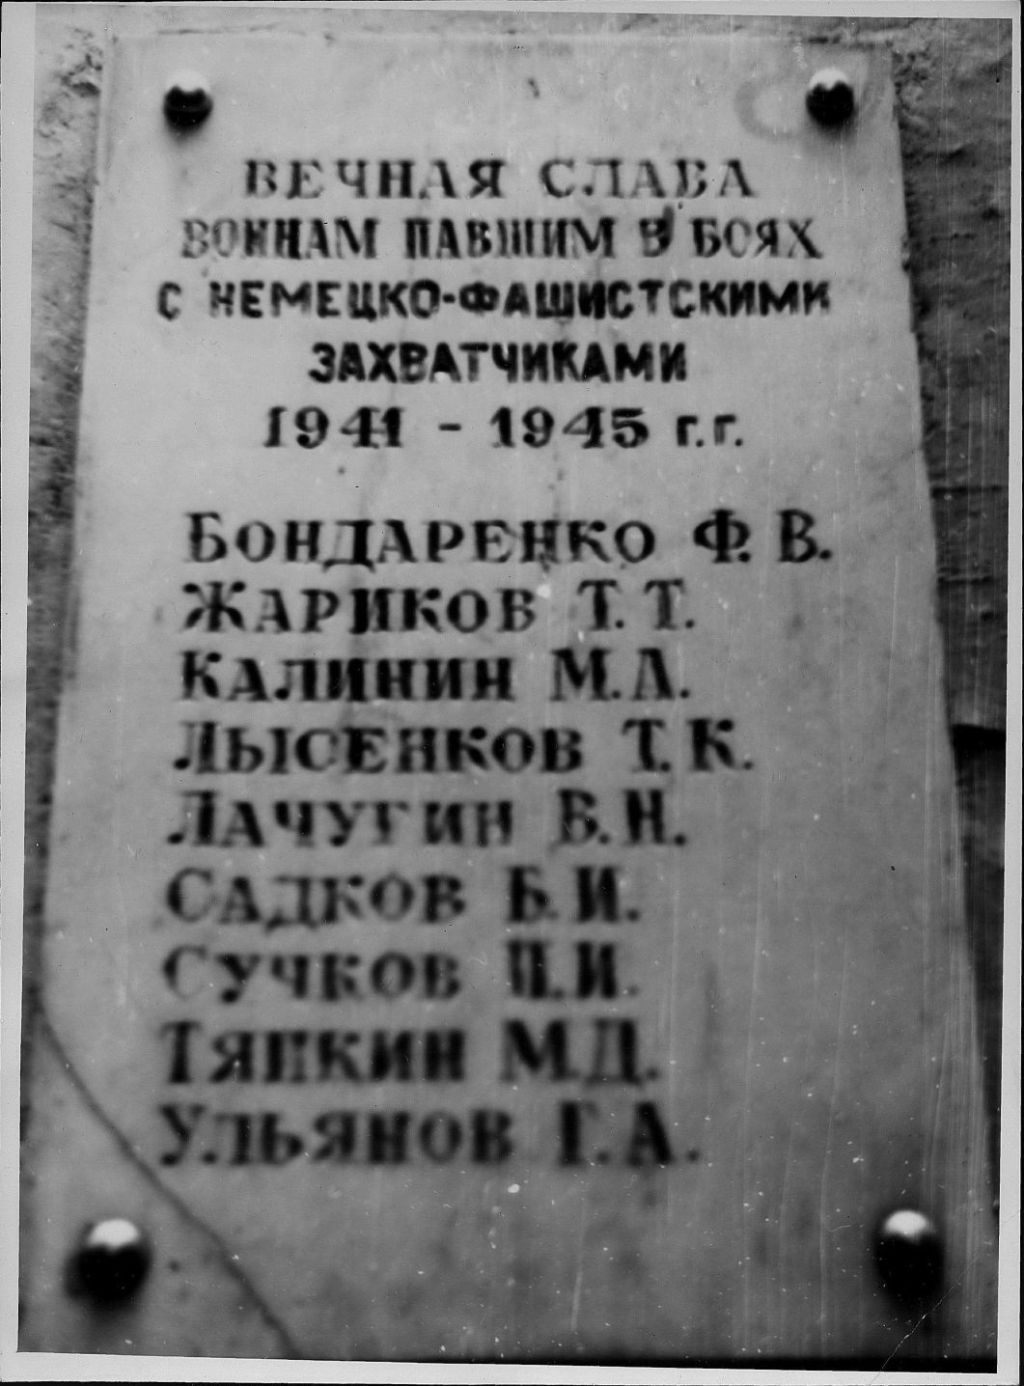 ВЕЧНАЯ СЛАВА
ВОИНАМ ПАВШИМ В БОЯХ
С НЕМЕЦКО-ФАШИСТСКИМИ
ЗАХВАТЧИКАМИ
1941 - 1945 г.г.
БОНДАРЕНКО Ф.В.
ЖАРИКОВ Т.Т.
КАЛИНИН М.А.
ЛЫСЕНКОВ Т.К.
ЛАЧУГИН В.Н.
САДКОВ Б.И.
СУЧКОВ П.И.
ТЯПКИН М.Д.
УЛЬЯНОВ Г.А.